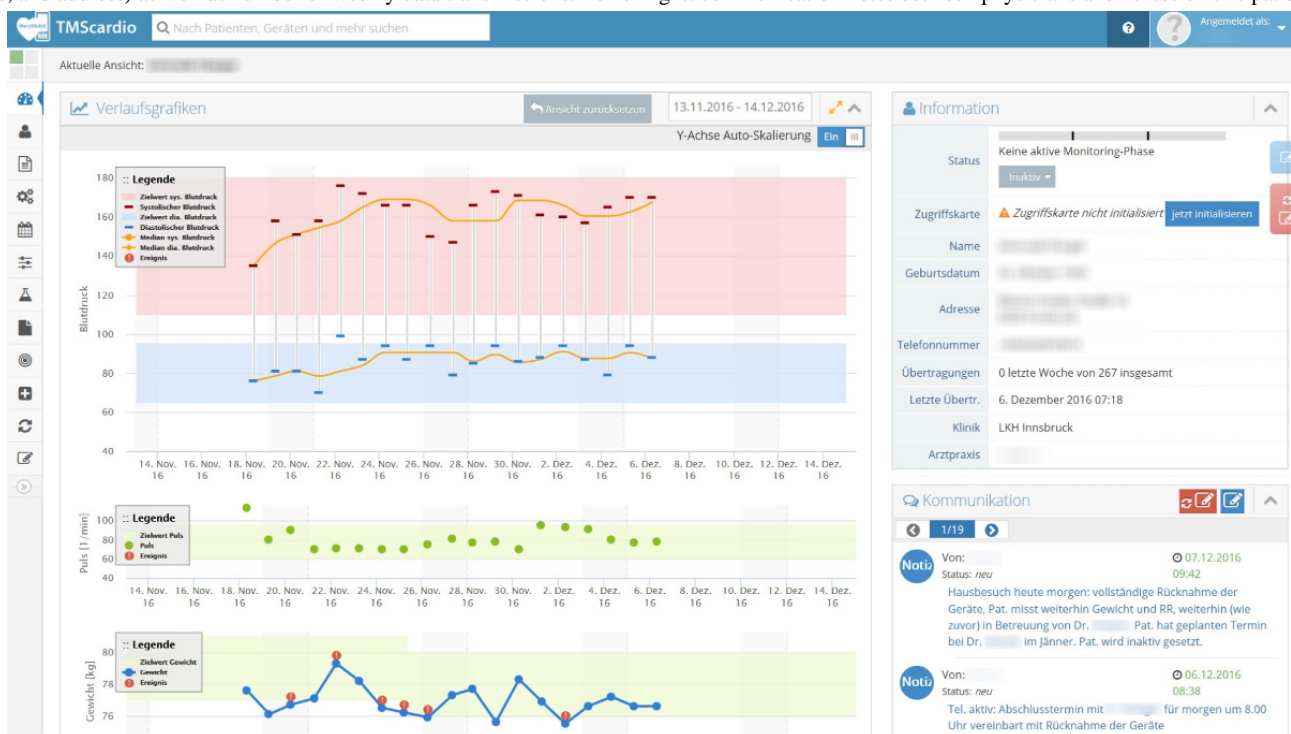 TMScardio
Nach Patienten, Geräten und mehr suchen
Angemeldet als:
Aktuelle Ansicht:
Verlaufsgrafiken
Ansicht zurücksetzen
13.11.2016 - 14.12.2016
Y-Achse Auto-Skalierung
Ein
:: Legende
Zielwert sys. Blutdruck
Systolischer Blutdruck
Zielwert dia. Blutdruck
Diastolischer Blutdruck
Median sys. Blutdruck
Median dia. Blutdruck
Ereignis
Blutdruck
180
160
140
120
100
80
60
40
14. Nov. 16
16. Nov. 16
18. Nov. 16
20. Nov. 16
22. Nov. 16
24. Nov. 16
26. Nov. 16
28. Nov. 16
30. Nov. 16
2. Dez. 16
4. Dez. 16
6. Dez. 16
8. Dez. 16
10. Dez. 16
12. Dez. 16
14. Dez. 16
:: Legende
Zielwert Puls
Puls
Ereignis
Puls [1/min]
100
80
60
40
14. Nov. 16
16. Nov. 16
18. Nov. 16
20. Nov. 16
22. Nov. 16
24. Nov. 16
26. Nov. 16
28. Nov. 16
30. Nov. 16
2. Dez. 16
4. Dez. 16
6. Dez. 16
8. Dez. 16
10. Dez. 16
12. Dez. 16
14. Dez. 16
:: Legende
Zielwert Gewicht
Gewicht
Ereignis
Gewicht [kg]
80
78
76
Information
Status
Keine aktive Monitoring-Phase
Inaktiv
Zugriffskarte
Zugriffskarte nicht initialisiert
jetzt initialisieren
Name
Geburtsdatum
Adresse
Telefonnummer
Übertragungen
0 letzte Woche von 267 insgesamt
Letzte Übertr.
6. Dezember 2016 07:18
Klinik
LKH Innsbruck
Arztpraxis
Kommunikation
1/19
Notiz
Von:
07.12.2016
Status: neu
09:42
Hausbesuch heute morgen: vollständige Rücknahme der
Geräte, Pat. misst weiterhin Gewicht und RR, weiterhin (wie
zuvor) in Betreuung von Dr. Pat. hat geplanten Termin
bei Dr. im Jänner. Pat. wird inaktiv gesetzt.
Notiz
Von:
06.12.2016
Status: neu
08:38
Tel. aktiv: Abschlusstermin mit für morgen um 8.00
Uhr vereinbart mit Rücknahme der Geräte